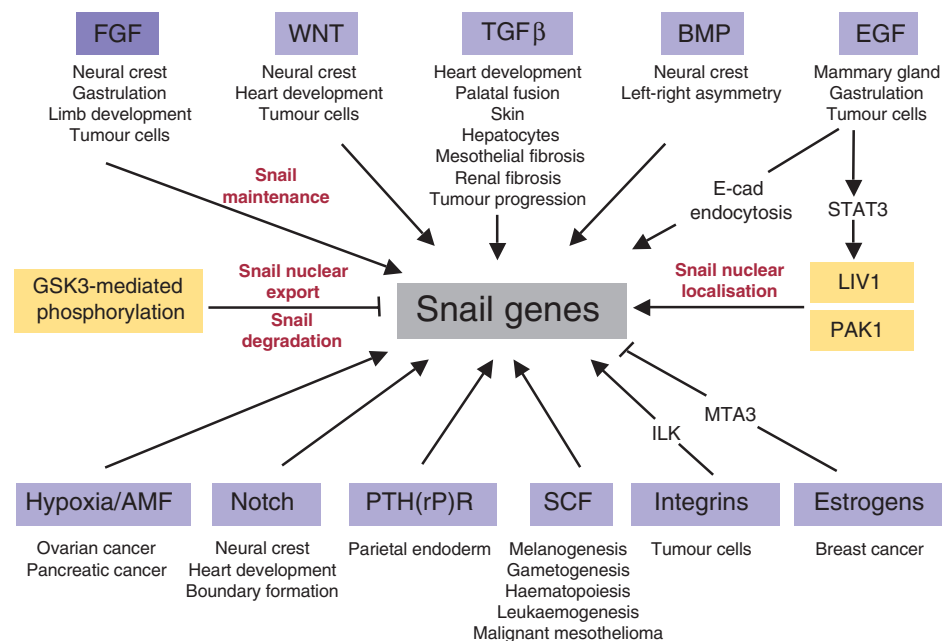 FGF
Neural crest
Gastrulation
Limb development
Tumour cells
WNT
Neural crest
Heart development
Tumour cells
TGFβ
Heart development
Palatal fusion
Skin
Hepatocytes
Mesothelial fibrosis
Renal fibrosis
Tumour progression
BMP
Neural crest
Left-right asymmetry
EGF
Mammary gland
Gastrulation
Tumour cells
Snail
maintenance
E-cad
endocytosis
STAT3
GSK3-mediated
phosphorylation
Snail nuclear
export
Snail
degradation
Snail genes
Snail nuclear
localisation
LIV1
PAK1
ILK
MTA3
Hypoxia/AMF
Ovarian cancer
Pancreatic cancer
Notch
Neural crest
Heart development
Boundary formation
PTH(rP)R
Parietal endoderm
SCF
Melanogenesis
Gametogenesis
Haematopoiesis
Leukaemogenesis
Malignant mesothelioma
Integrins
Tumour cells
Estrogens
Breast cancer